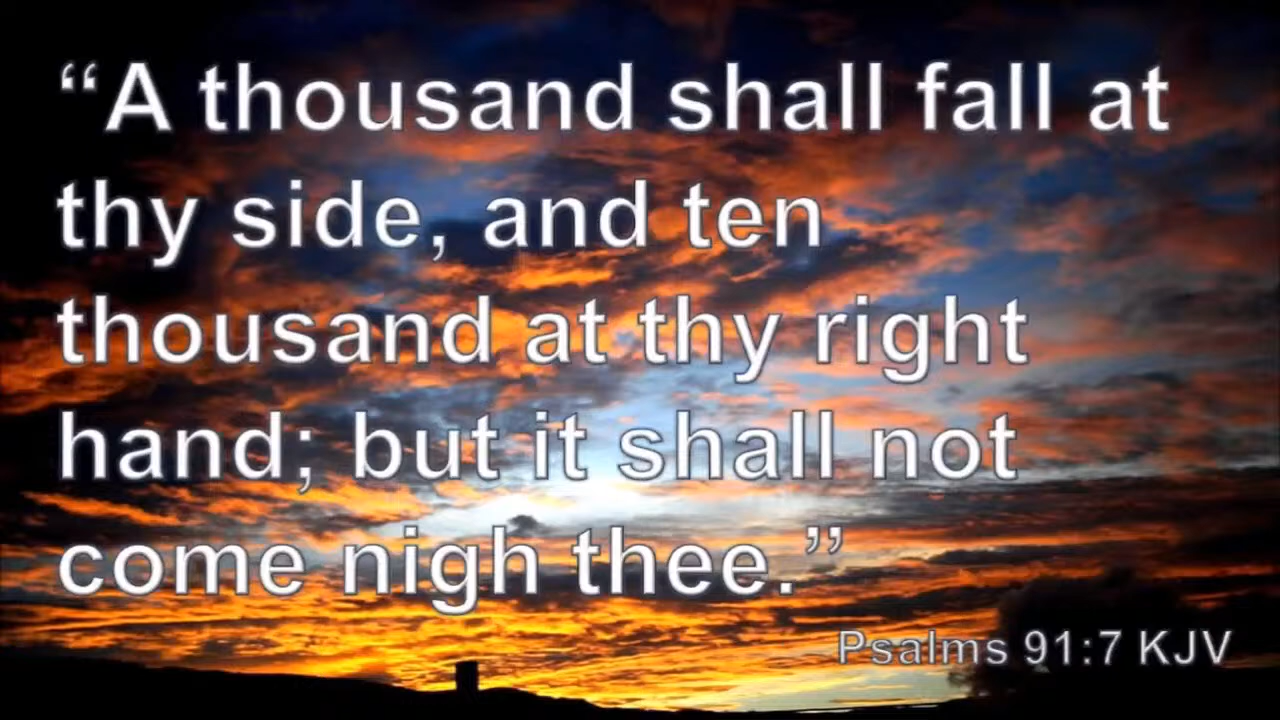 “A thousand shall fall at
thy side, and ten
thousand at thy right
hand; but it shall not
come nigh thee.”
Psalms 91:7 KJV